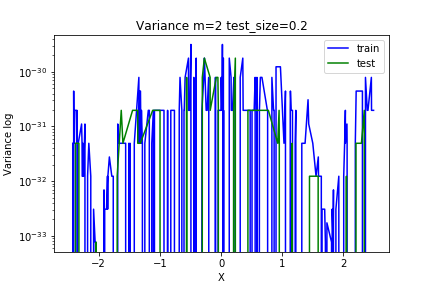 Variance m=2 test_size=0.2
train
test
Variance log
10⁻³⁰
10⁻³¹
10⁻³²
10⁻³³
−2
−1
0
1
2
X